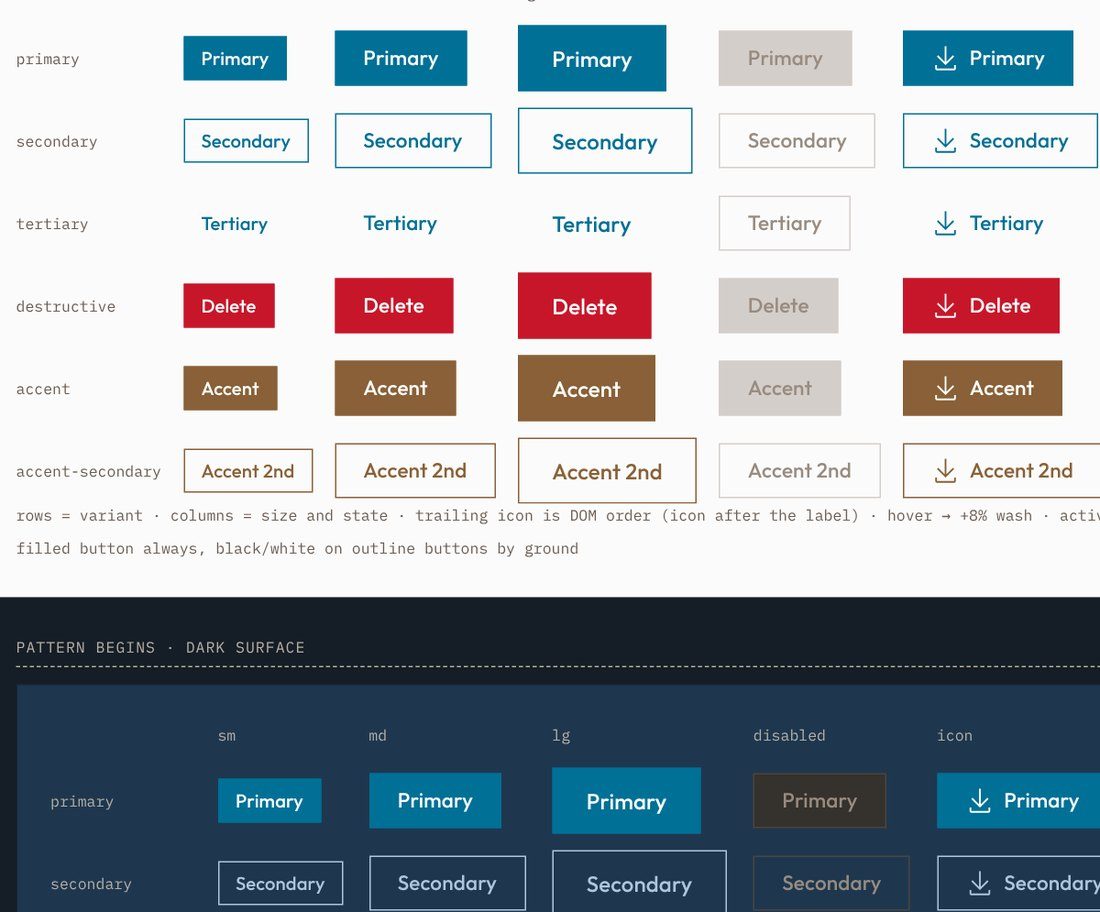 primary Primary Primary Primary Primary Primary
secondary Secondary Secondary Secondary Secondary Secondary
tertiary Tertiary Tertiary Tertiary Tertiary Tertiary
destructive Delete Delete Delete Delete Delete
accent Accent Accent Accent Accent Accent
accent-secondary Accent 2nd Accent 2nd Accent 2nd Accent 2nd Accent 2nd
rows = variant · columns = size and state · trailing icon is DOM order (icon after the label) · hover → +8% wash ·
filled button always, black/white on outline buttons by ground
PATTERN BEGINS · DARK SURFACE
sm md lg disabled icon
primary Primary Primary Primary Primary Primary
secondary Secondary Secondary Secondary Secondary Secondary